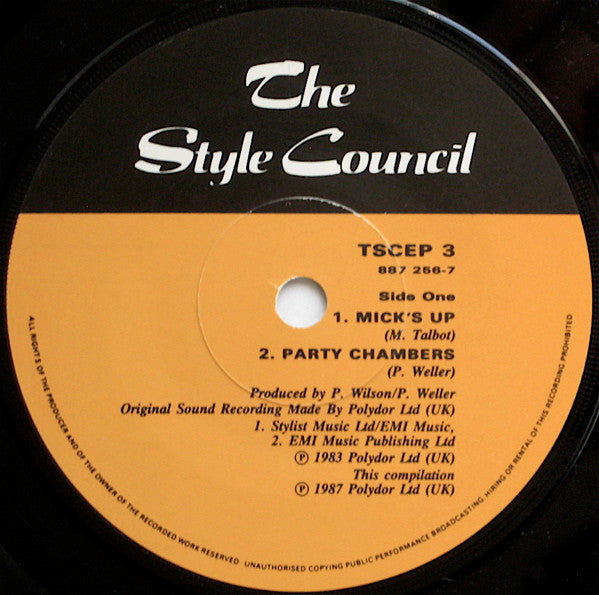 The
Style Council
TSCEP 3
887 256-7
Side One
1. MICK'S UP
(M. Talbot)
2. PARTY CHAMBERS
(P. Weller)
Produced by P. Wilson/P. Weller
Original Sound Recording Made By Polydor Ltd (UK)
1. Stylist Music Ltd/EMI Music,
2. EMI Music Publishing Ltd
Ⓟ 1983 Polydor Ltd (UK)
This compilation
Ⓟ 1987 Polydor Ltd (UK)
ALL RIGHTS OF THE PRODUCER AND OF THE OWNER OF THE RECORDED WORK RESERVED UNAUTHORISED COPYING PUBLIC PERFORMANCE BROADCASTING, HIRING OR RENTAL OF THIS RECORDING PROHIBITED